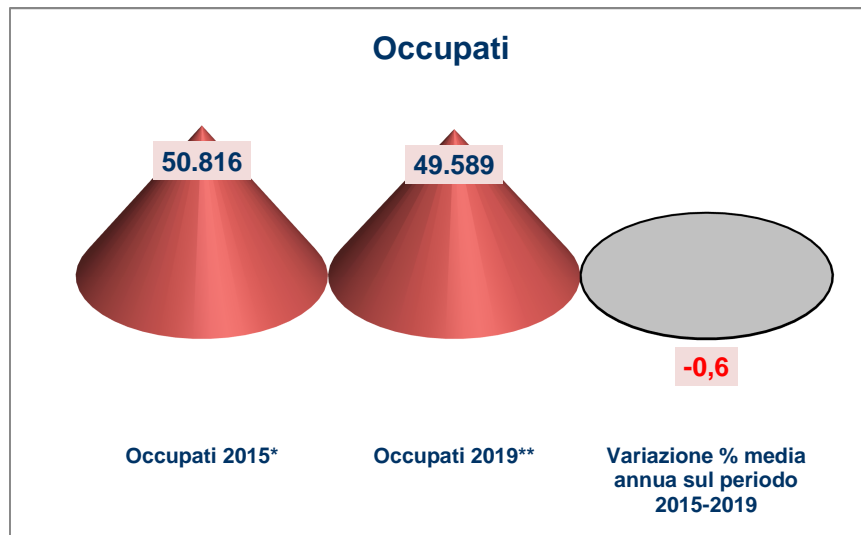 Occupati
50.816
49.589
-0,6
Occupati 2015*
Occupati 2019**
Variazione % media
annua sul periodo
2015-2019